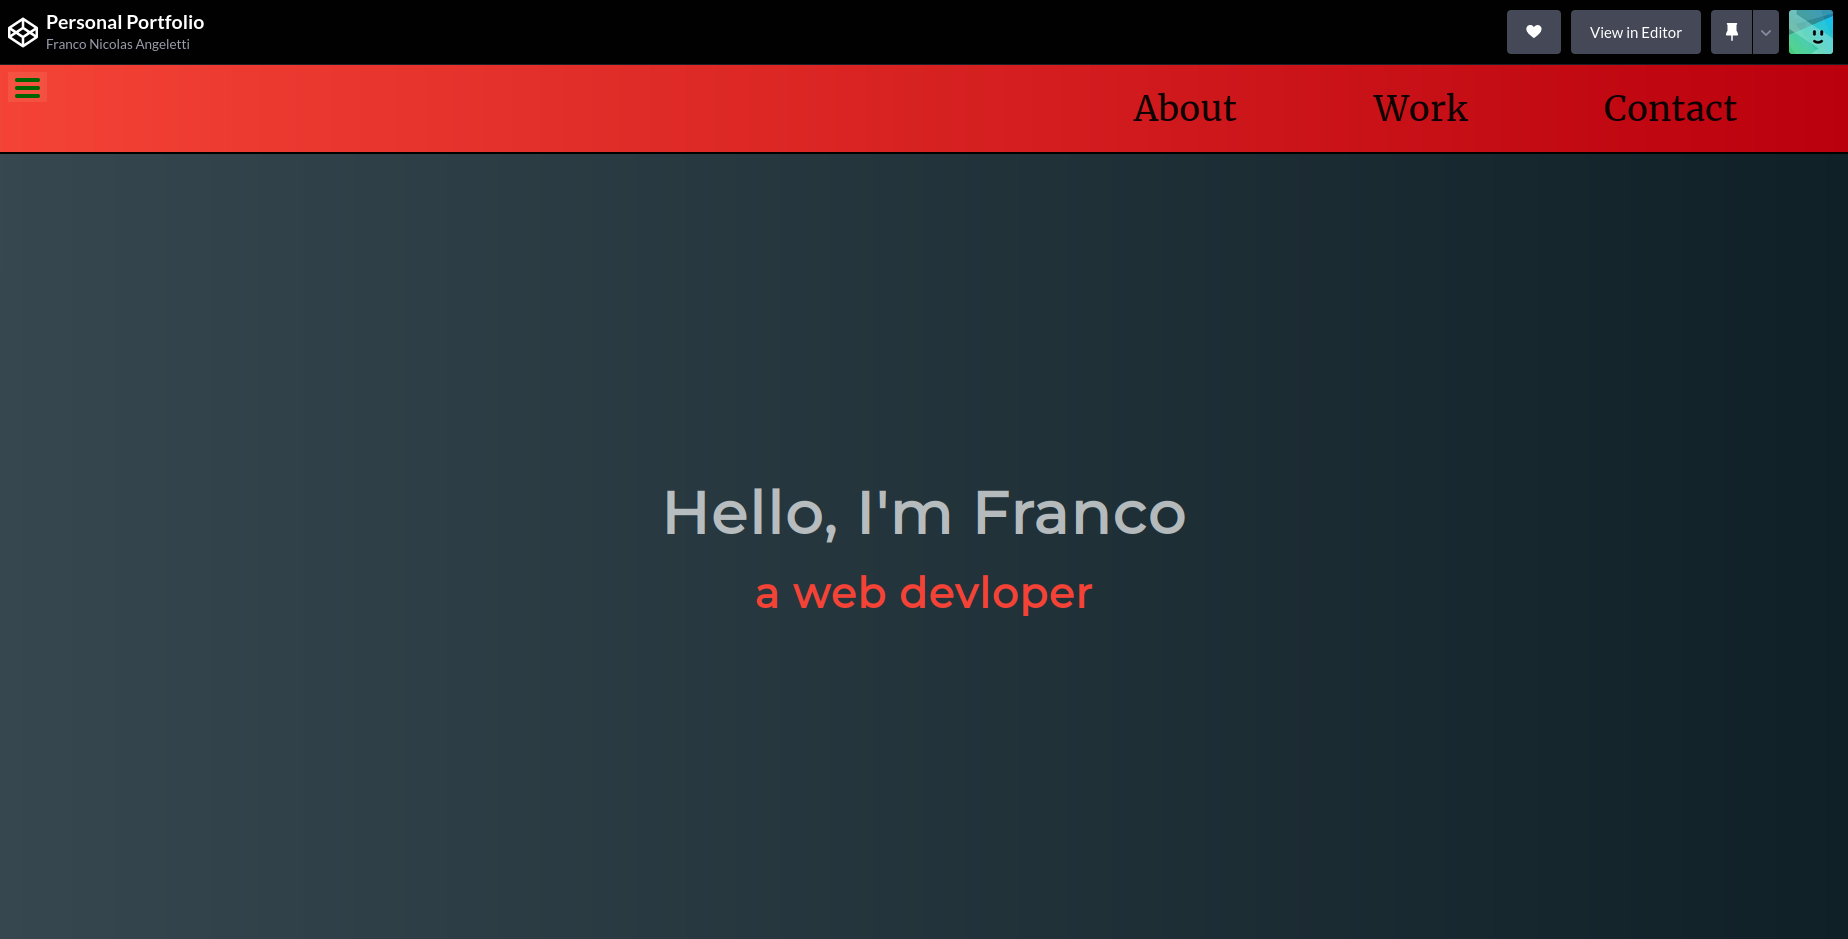 Personal Portfolio
Franco Nicolas Angeletti
View in Editor
About Work Contact
Hello, I'm Franco
a web devloper